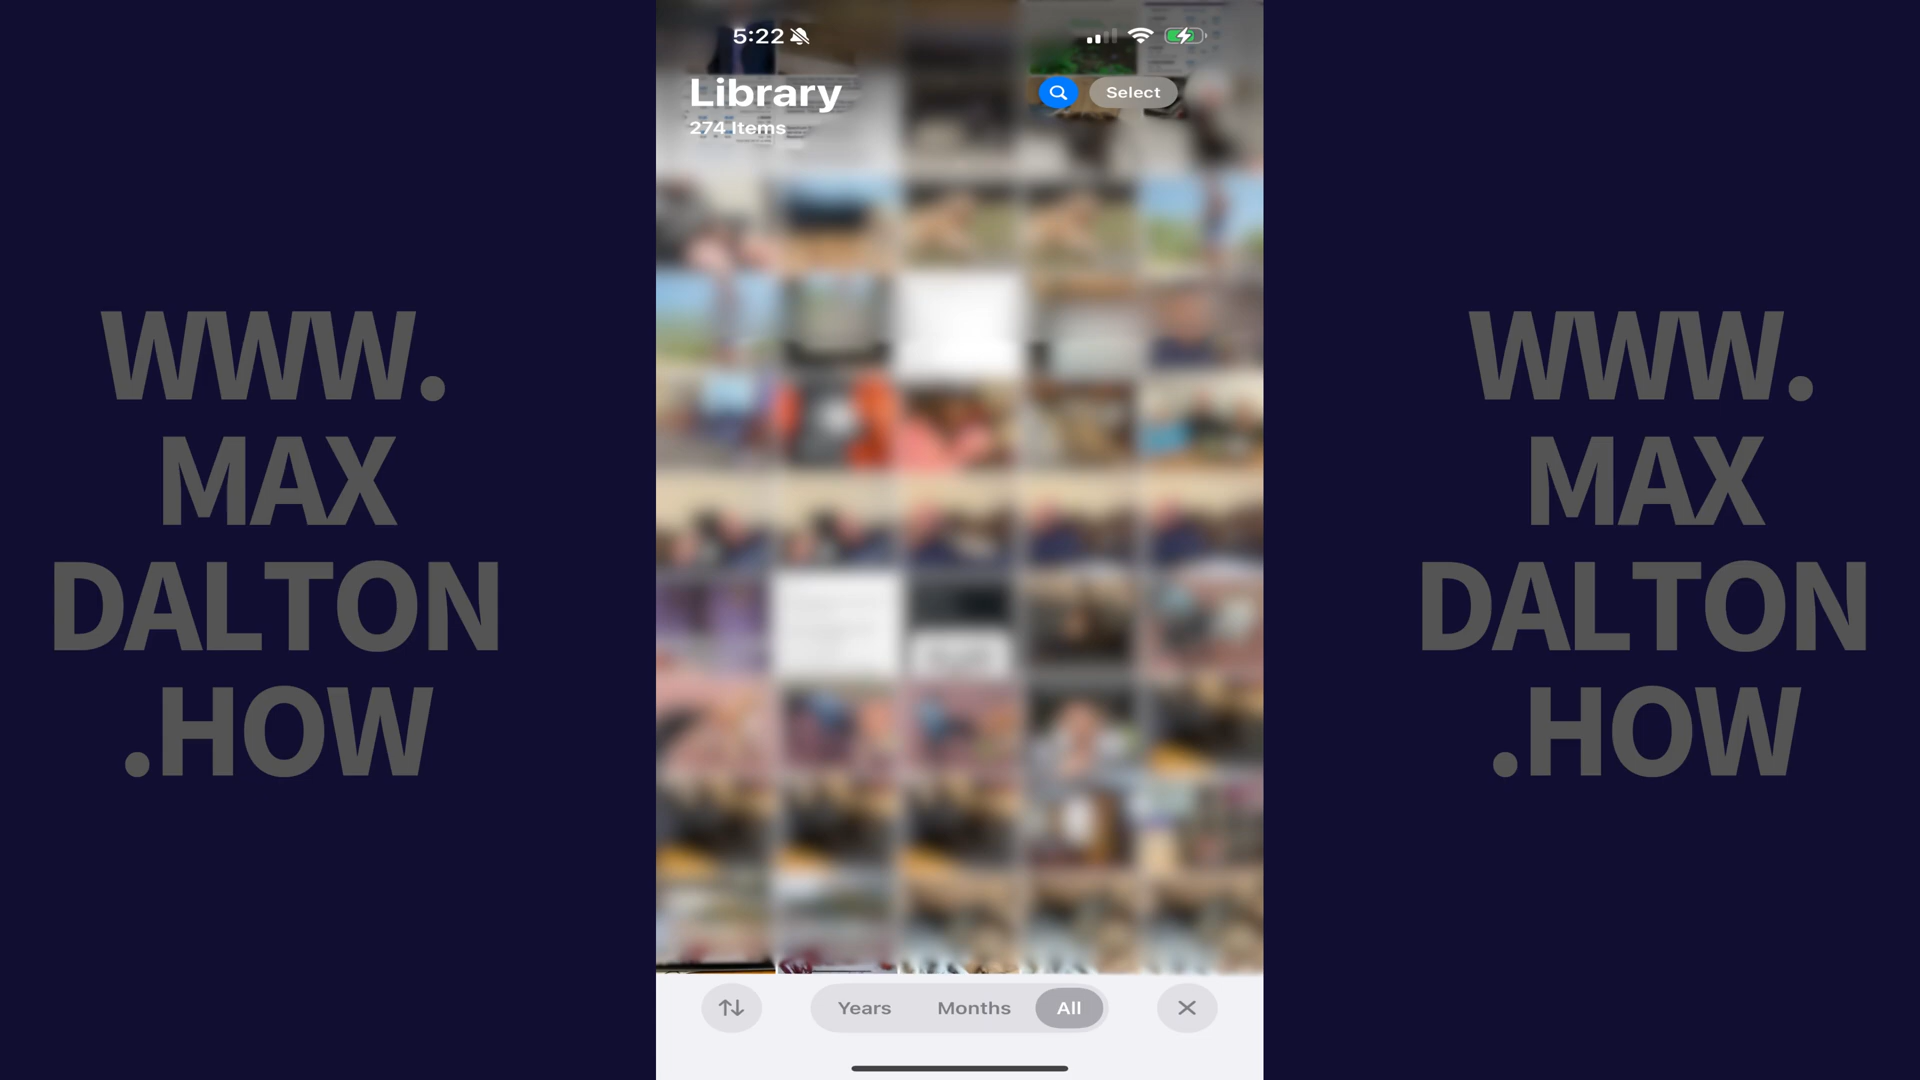 5:22
Library
274 Items
Select
WWW.
MAX
DALTON
.HOW
WWW.
MAX
DALTON
.HOW
Years
Months
All